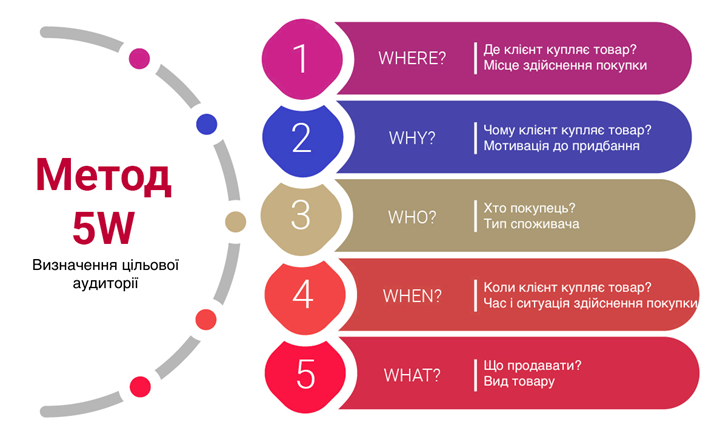 Метод
5W
Визначення цільової
аудиторії
1
WHERE?
Де клієнт купляє товар?
Місце здійснення покупки
2
WHY?
Чому клієнт купляє товар?
Мотивація до придбання
3
WHO?
Хто покупець?
Тип споживача
4
WHEN?
Коли клієнт купляє товар?
Час і ситуація здійснення покупки
5
WHAT?
Що продавати?
Вид товару